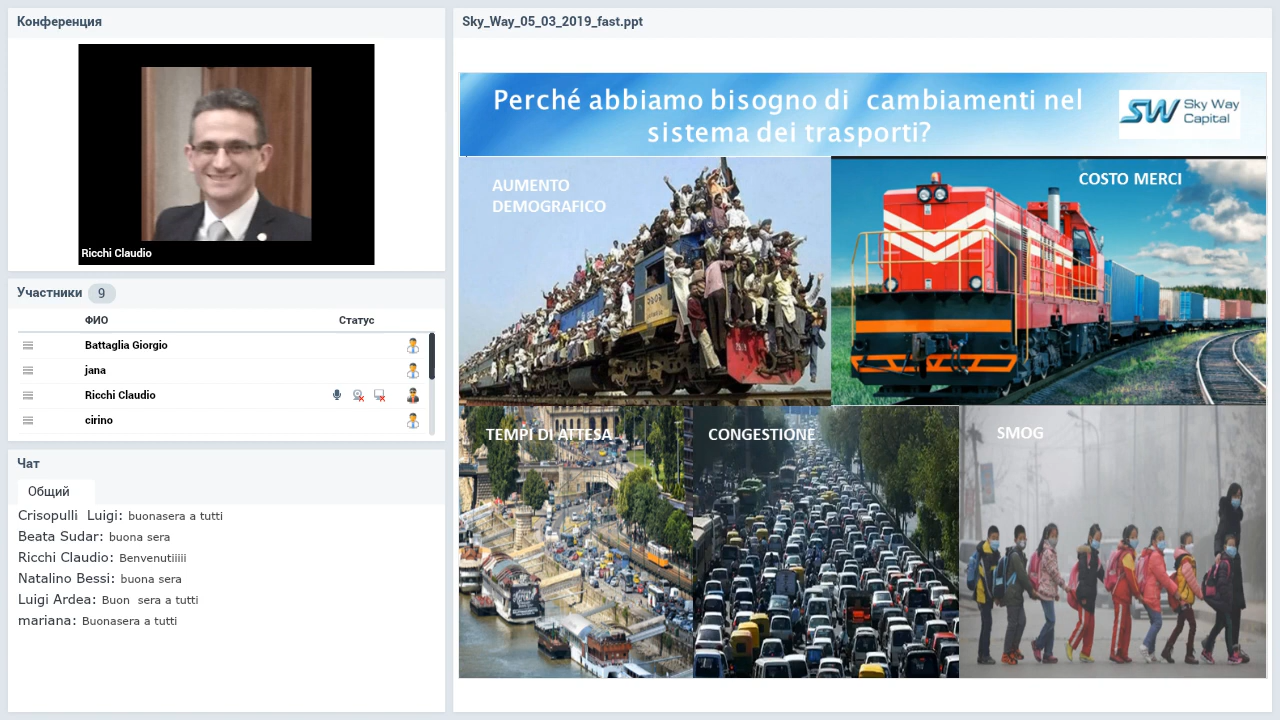 Конференция
Ricchi Claudio
Участники 9
ФИО Статус
Battaglia Giorgio
jana
Ricchi Claudio
cirino
Чат
Общий
Crisopulli Luigi: buonasera a tutti
Beata Sudar: buona sera
Ricchi Claudio: Benvenutiiiii
Natalino Bessi: buona sera
Luigi Ardea: Buon sera a tutti
mariana: Buonasera a tutti
Sky_Way_05_03_2019_fast.ppt
Perché abbiamo bisogno di cambiamenti nel
sistema dei trasporti?
SW Sky Way
Capital
AUMENTO
DEMOGRAFICO
COSTO MERCI
TEMPI DI ATTESA
CONGESTIONE
SMOG